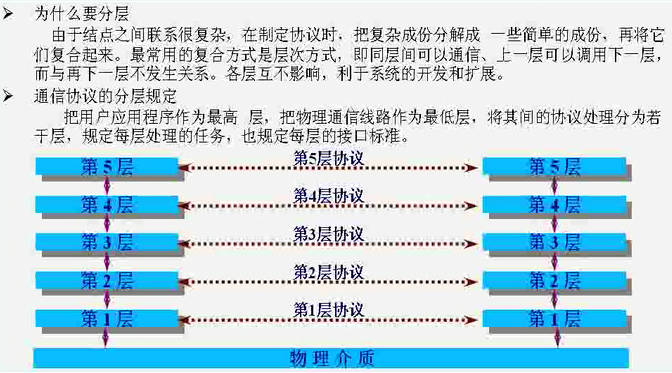 为什么要分层
由于结点之间联系很复杂，在制定协议时，把复杂成份分解成 一些简单的成份，再将它
们复合起来。最常用的复合方式是层次方式，即同层间可以通信、上一层可以调用下一层，
而与再下一层不发生关系。各层互不影响，利于系统的开发和扩展。
通信协议的分层规定
把用户应用程序作为最高 层，把物理通信线路作为最低层，将其间的协议处理分为若
干层，规定每层处理的任务，也规定每层的接口标准。
第5层 第5层协议 第5层
第4层 第4层协议 第4层
第3层 第3层协议 第3层
第2层 第2层协议 第2层
第1层 第1层协议 第1层
物理介质